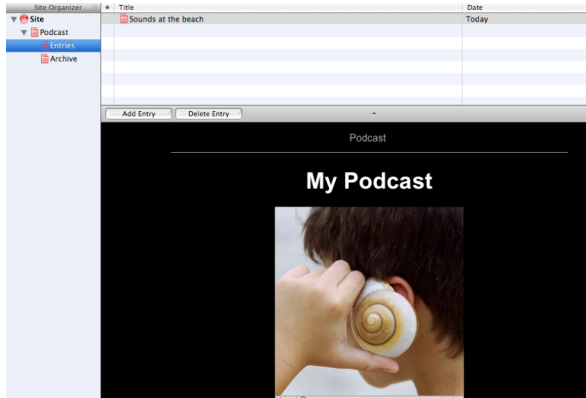 Site Organizer
Title Date
Site
Sounds at the beach Today
Podcast
Entries
Archive
Add Entry Delete Entry
Podcast
My Podcast